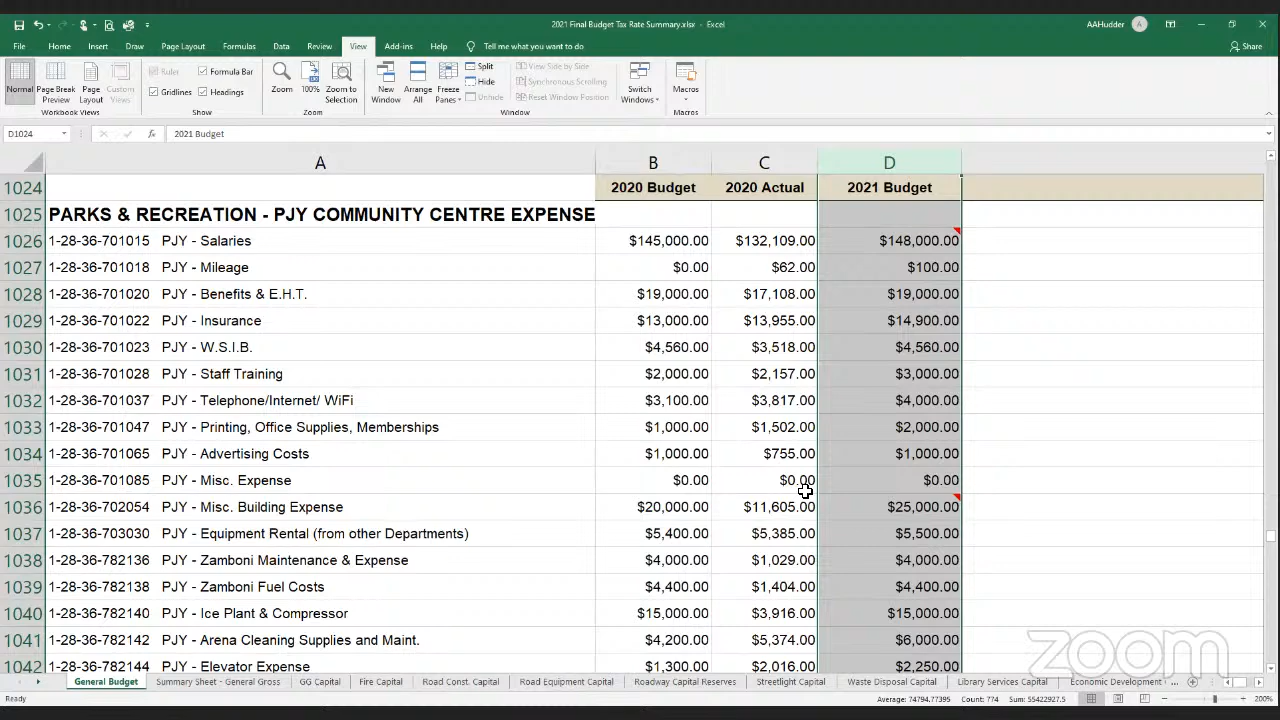 2021 Final Budget Tax Rate Summary.xlsx - Excel
AAHudder A
File Home Insert Draw Page Layout Formulas Data Review View Add-ins Help Tell me what you want to do Share
Normal Page Break Preview Page Layout Custom Views Ruler Formula Bar Gridlines Headings Zoom 100% Zoom to Selection New Window Arrange All Freeze Panes Split Hide Unhide View Side by Side Synchronous Scrolling Reset Window Position Switch Windows Macros
Workbook Views Show Zoom Window Macros
D1024 fx 2021 Budget
A B C D
1024 2020 Budget 2020 Actual 2021 Budget
1025 PARKS & RECREATION - PJY COMMUNITY CENTRE EXPENSE
1026 1-28-36-701015 PJY - Salaries $145,000.00 $132,109.00 $148,000.00
1027 1-28-36-701018 PJY - Mileage $0.00 $62.00 $100.00
1028 1-28-36-701020 PJY - Benefits & E.H.T. $19,000.00 $17,108.00 $19,000.00
1029 1-28-36-701022 PJY - Insurance $13,000.00 $13,955.00 $14,900.00
1030 1-28-36-701023 PJY - W.S.I.B. $4,560.00 $3,518.00 $4,560.00
1031 1-28-36-701028 PJY - Staff Training $2,000.00 $2,157.00 $3,000.00
1032 1-28-36-701037 PJY - Telephone/Internet/ WiFi $3,100.00 $3,817.00 $4,000.00
1033 1-28-36-701047 PJY - Printing, Office Supplies, Memberships $1,000.00 $1,502.00 $2,000.00
1034 1-28-36-701065 PJY - Advertising Costs $1,000.00 $755.00 $1,000.00
1035 1-28-36-701085 PJY - Misc. Expense $0.00 $0.00 $0.00
1036 1-28-36-702054 PJY - Misc. Building Expense $20,000.00 $11,605.00 $25,000.00
1037 1-28-36-703030 PJY - Equipment Rental (from other Departments) $5,400.00 $5,385.00 $5,500.00
1038 1-28-36-782136 PJY - Zamboni Maintenance & Expense $4,000.00 $1,029.00 $4,000.00
1039 1-28-36-782138 PJY - Zamboni Fuel Costs $4,400.00 $1,404.00 $4,400.00
1040 1-28-36-782140 PJY - Ice Plant & Compressor $15,000.00 $3,916.00 $15,000.00
1041 1-28-36-782142 PJY - Arena Cleaning Supplies and Maint. $4,200.00 $5,374.00 $6,000.00
1042 1-28-36-782144 PJY - Elevator Expense $1,300.00 $2,016.00 $2,250.00
zoom
General Budget Summary Sheet - General Gross GG Capital Fire Capital Road Const. Capital Road Equipment Capital Roadway Capital Reserves Streetlight Capital Waste Disposal Capital Library Services Capital Economic Development ...
Ready Average: 74794.77395 Count: 774 Sum: 55422927.5 200%